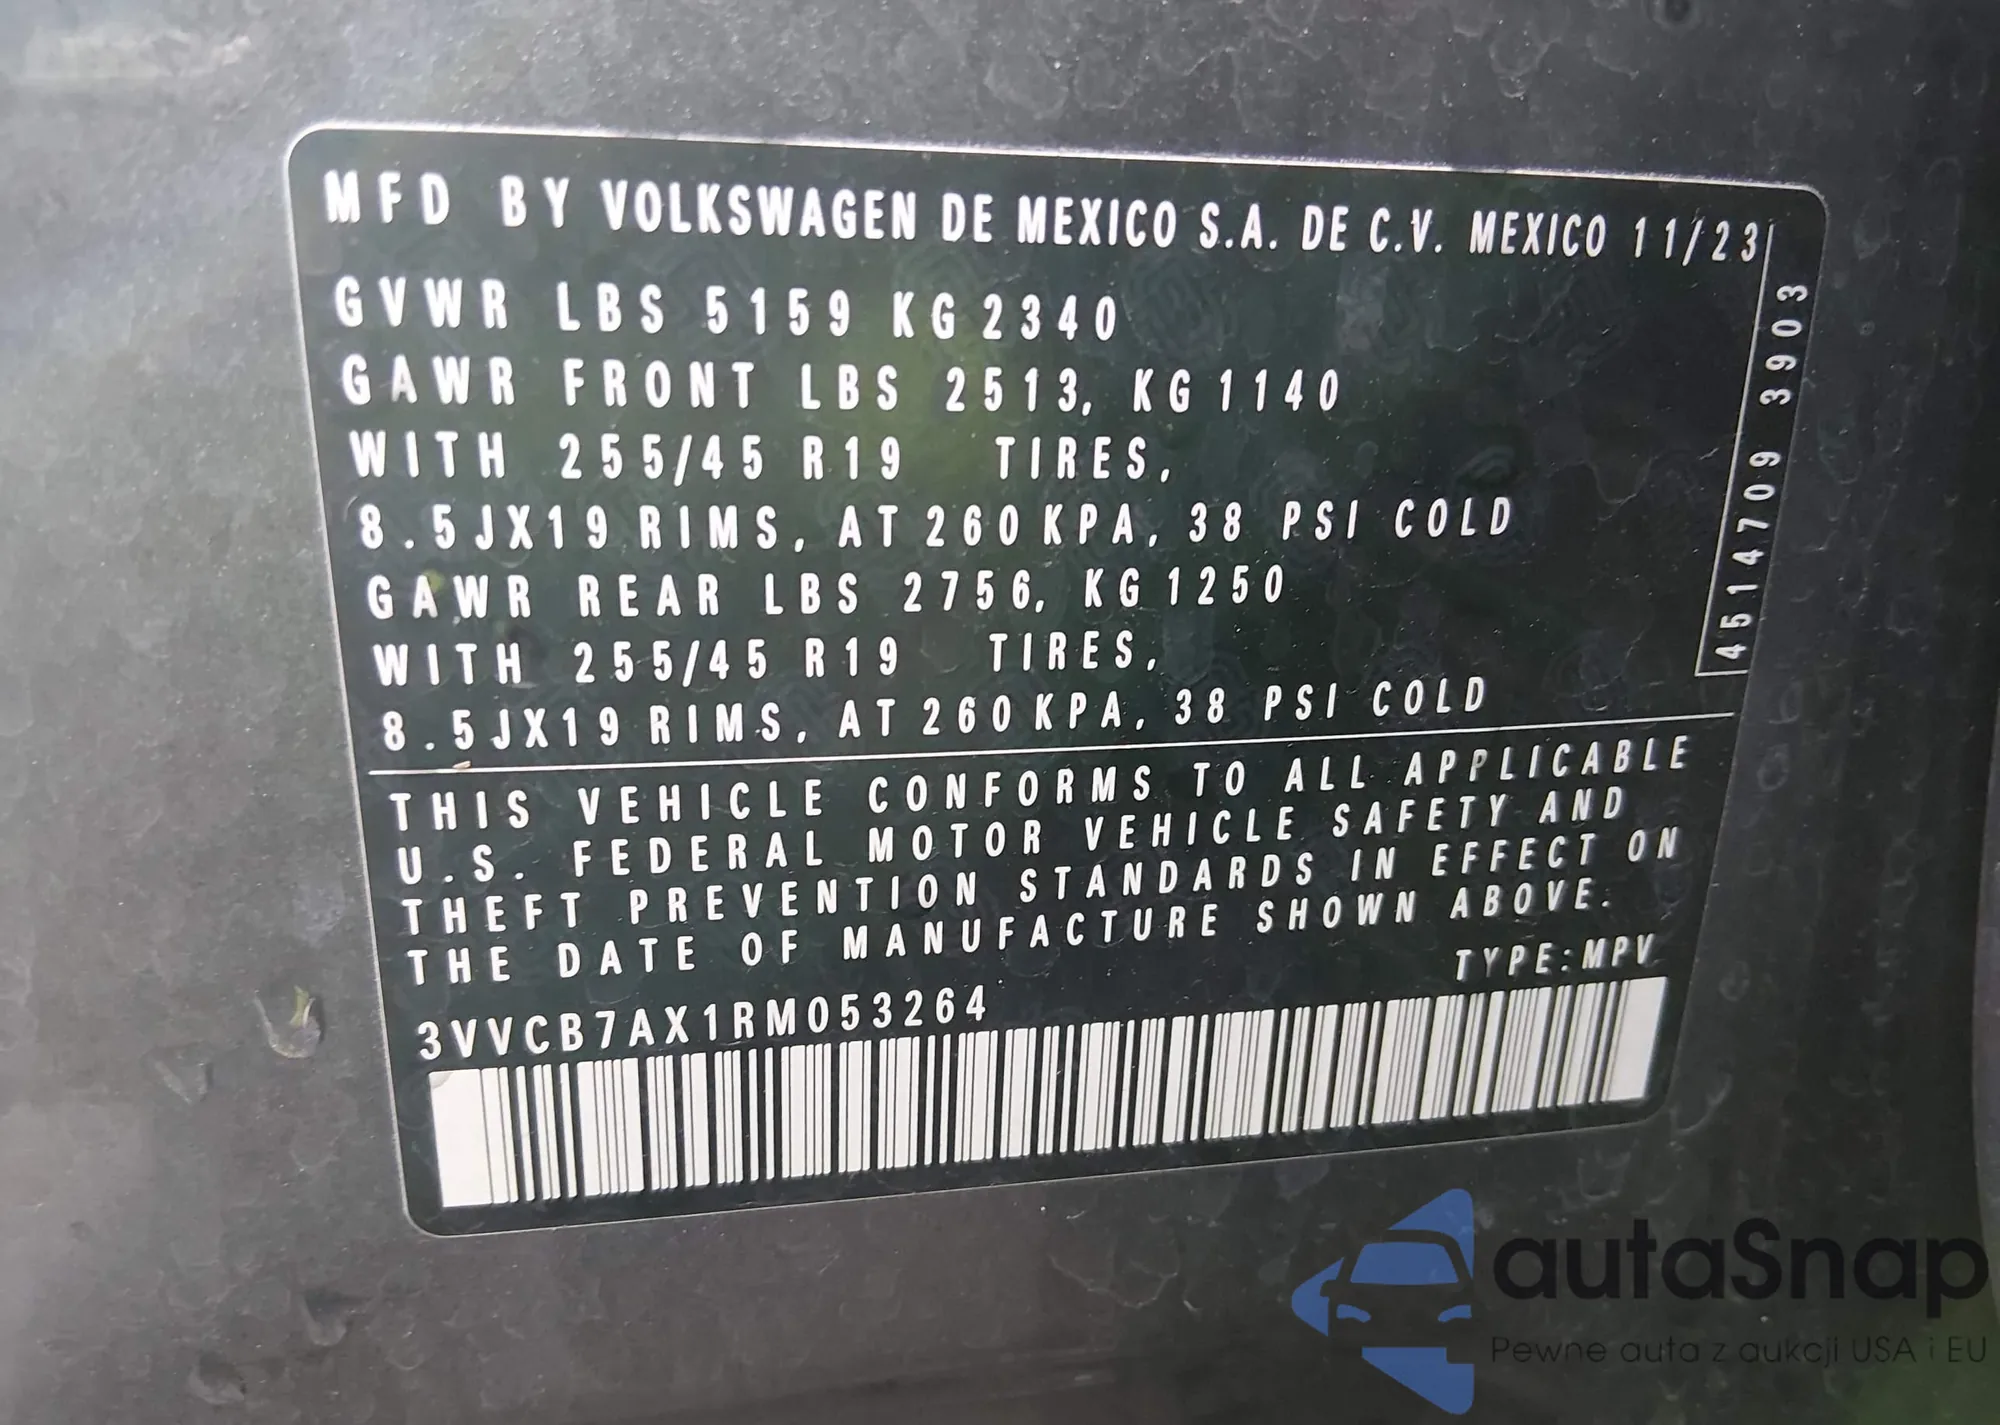 MFD BY VOLKSWAGEN DE MEXICO S.A. DE C.V. MEXICO 11/23
GVWR LBS 5159 KG 2340
GAWR FRONT LBS 2513, KG 1140
WITH 255/45 R19 TIRES,
8.5JX19 RIMS, AT 260 KPA, 38 PSI COLD
GAWR REAR LBS 2756, KG 1250
WITH 255/45 R19 TIRES,
8.5JX19 RIMS, AT 260 KPA, 38 PSI COLD
4514709 3903
THIS VEHICLE CONFORMS TO ALL APPLICABLE
U.S. FEDERAL MOTOR VEHICLE SAFETY AND
THEFT PREVENTION STANDARDS IN EFFECT ON
THE DATE OF MANUFACTURE SHOWN ABOVE.
TYPE:MPV
3VVCB7AX1RM053264
autaSnap
Pewne auta z aukcji USA i EU